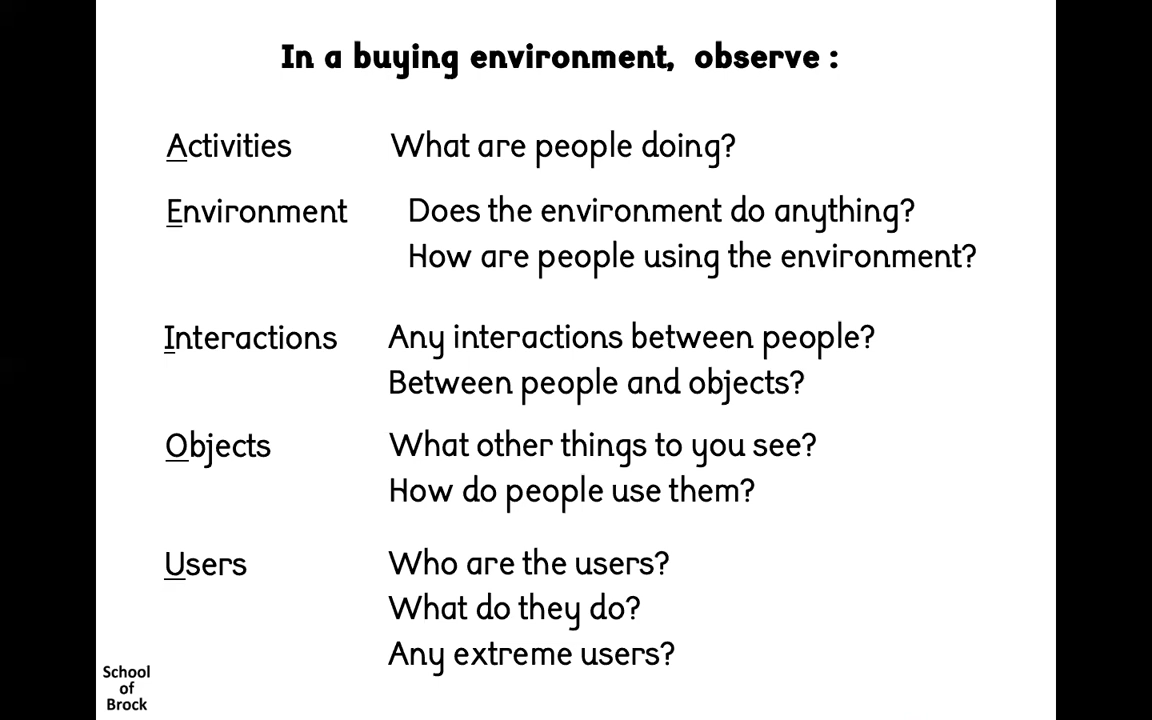 In a buying environment, observe :
Activities What are people doing?
Environment Does the environment do anything?
How are people using the environment?
Interactions Any interactions between people?
Between people and objects?
Objects What other things to you see?
How do people use them?
Users Who are the users?
What do they do?
Any extreme users?
School
of
Brock